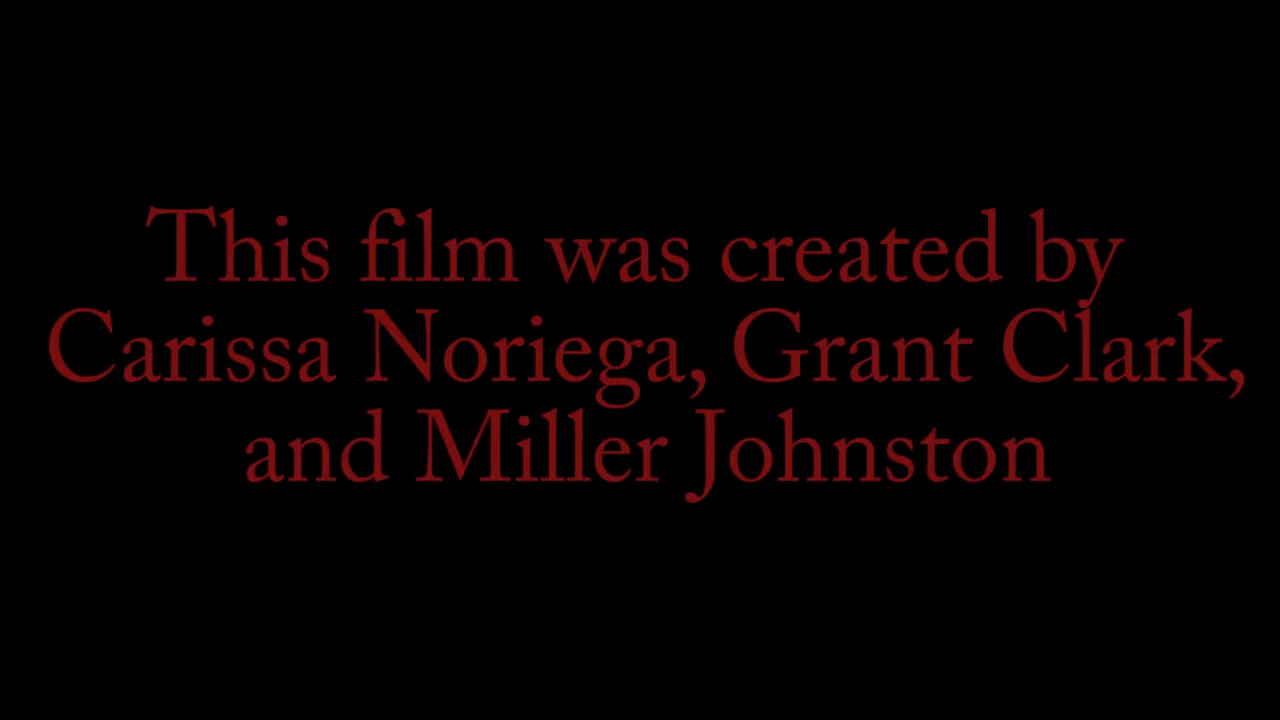 This film was created by
Carissa Noriega, Grant Clark,
and Miller Johnston